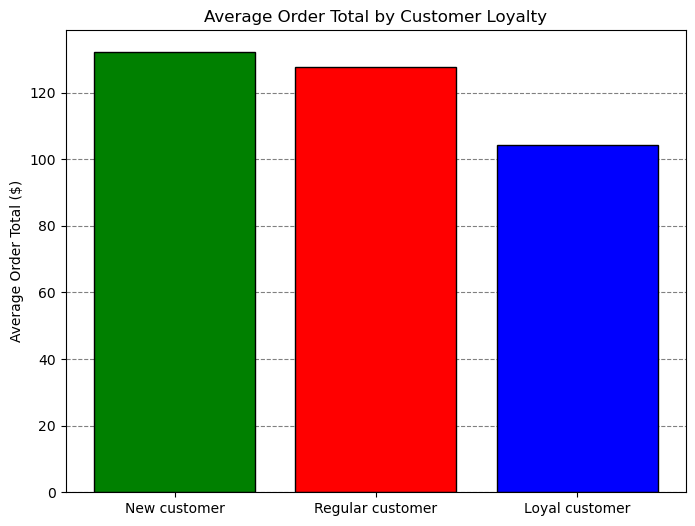 Average Order Total by Customer Loyalty
Average Order Total ($)
120
100
80
60
40
20
0
New customer
Regular customer
Loyal customer